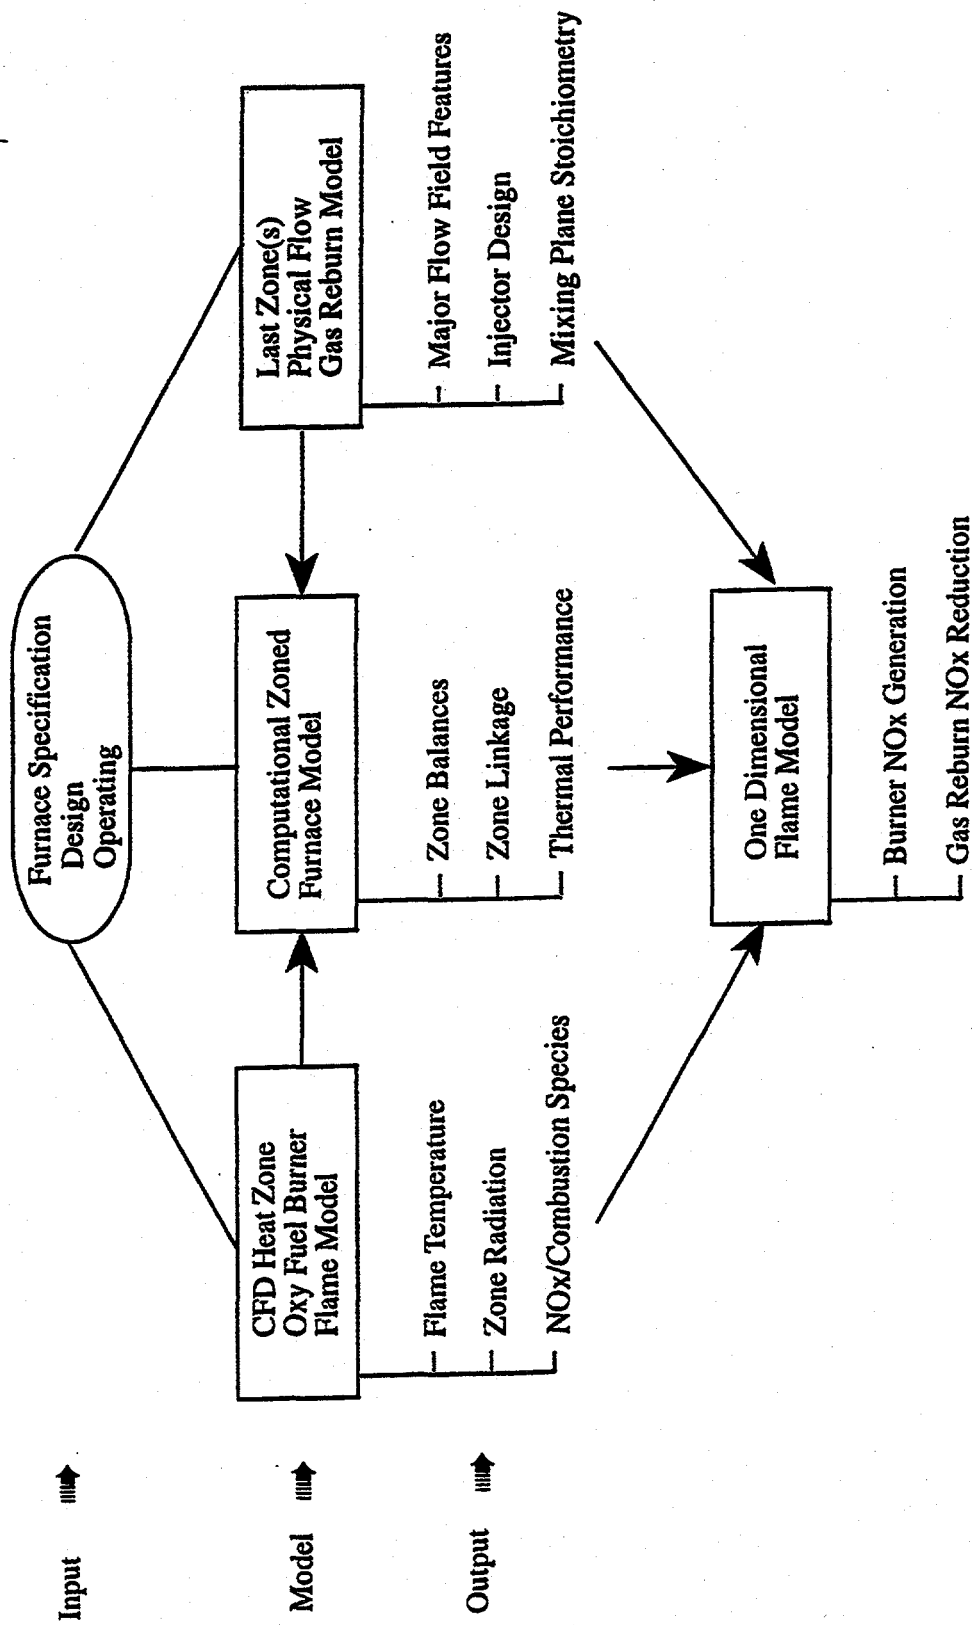 Input
Furnace Specification
Design
Operating
Model
CFD Heat Zone
Oxy Fuel Burner
Flame Model
Computational Zoned
Furnace Model
Last Zone(s)
Physical Flow
Gas Reburn Model
Output
Flame Temperature
Zone Radiation
NOx/Combustion Species
Zone Balances
Zone Linkage
Thermal Performance
Major Flow Field Features
Injector Design
Mixing Plane Stoichiometry
One Dimensional
Flame Model
Burner NOx Generation
Gas Reburn NOx Reduction